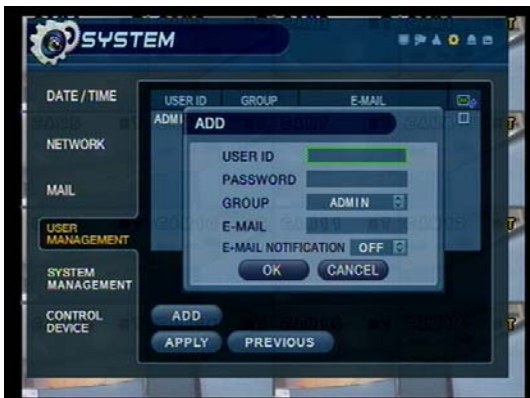 SYSTEM
DATE / TIME
NETWORK
MAIL
USER
MANAGEMENT
SYSTEM
MANAGEMENT
CONTROL
DEVICE
USER ID GROUP E-MAIL
ADMI
ADD
USER ID
PASSWORD
GROUP ADMIN
E-MAIL
E-MAIL NOTIFICATION OFF
OK CANCEL
ADD
APPLY PREVIOUS